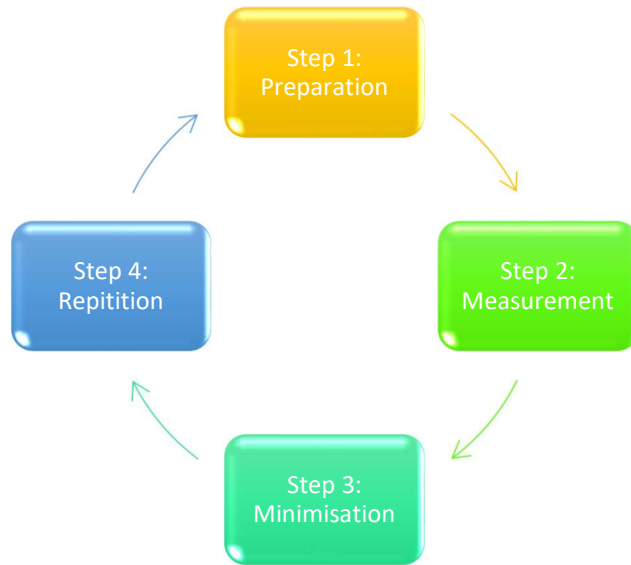 Step 1:
Preparation
Step 2:
Measurement
Step 3:
Minimisation
Step 4:
Repitition